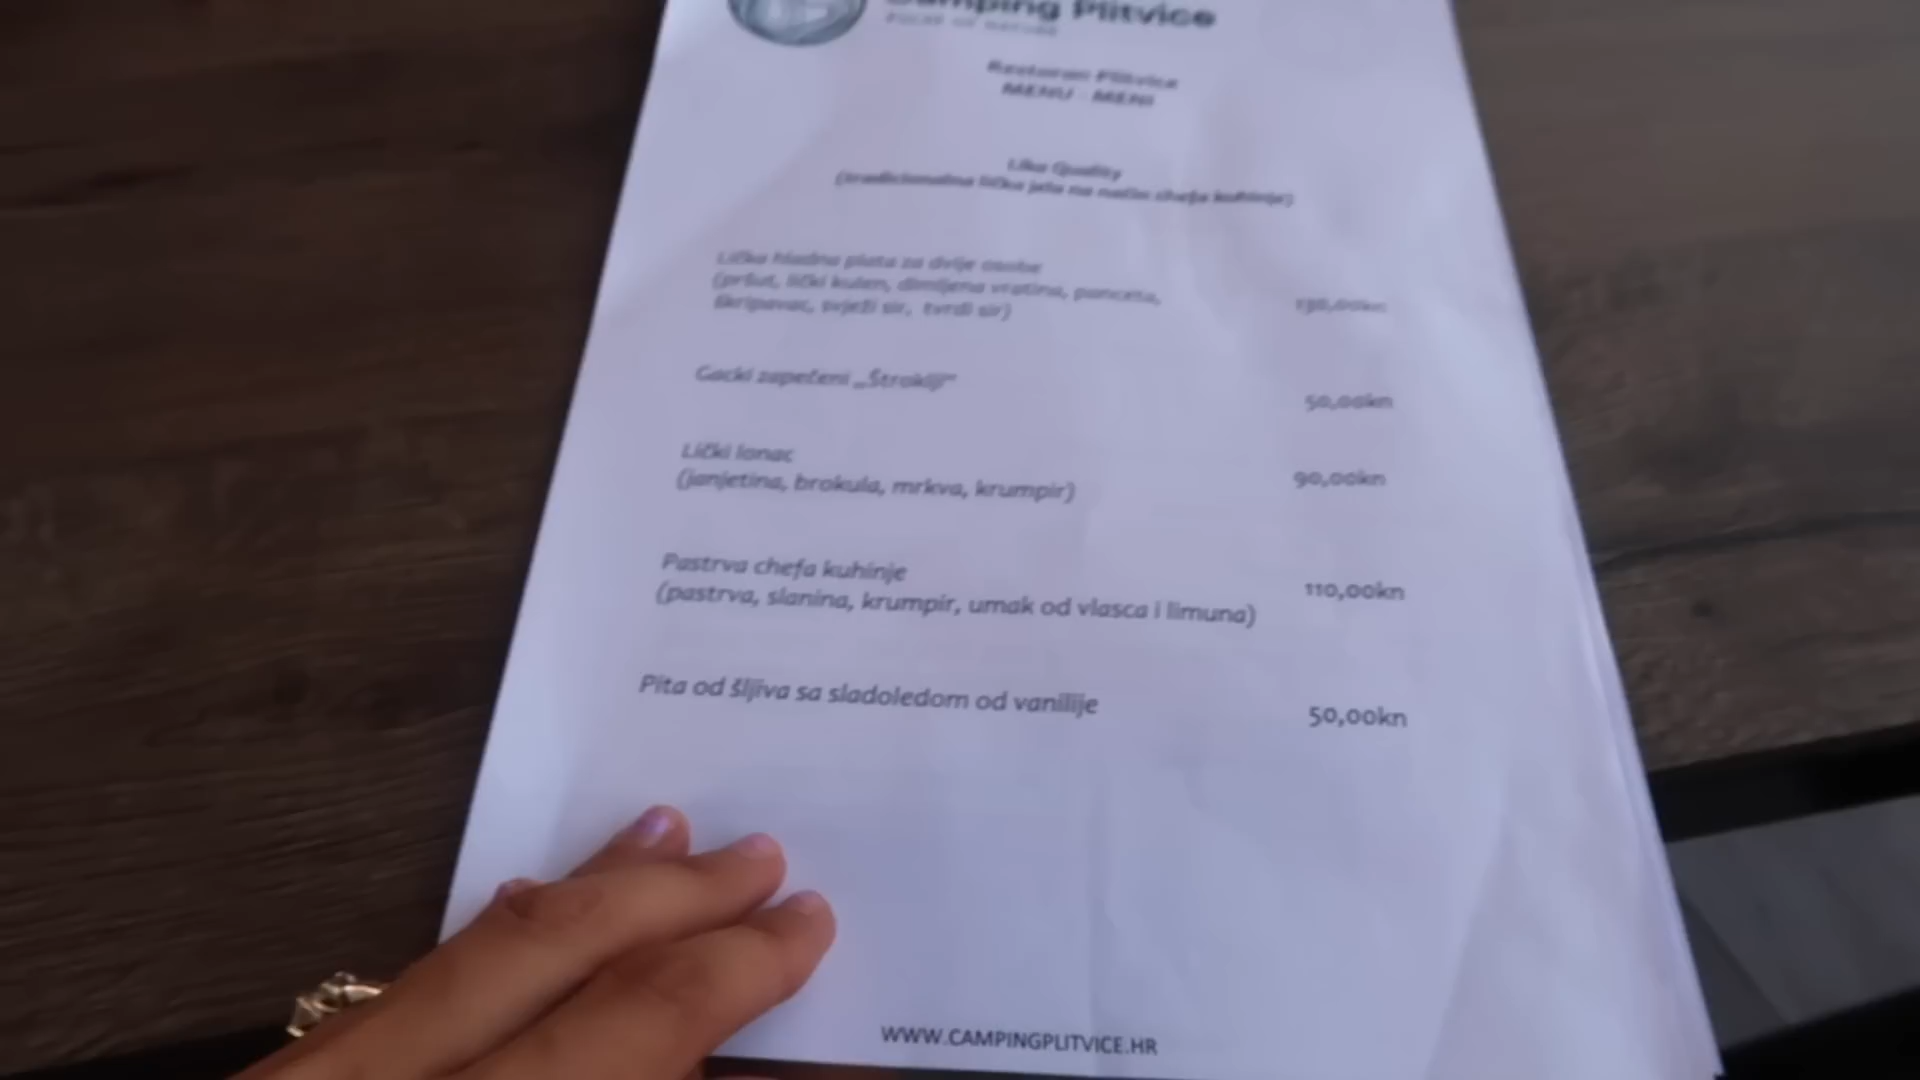 Camping Plitvice
Restoran Plitvice
MENU - MENI
Lika Quality
(tradicionalna lička jela na način chefa kuhinje)
Lička hladna plata za dvije osobe
(pršut, lički kulen, dimljena vratina, panceta,
škripavac, svježi sir, tvrdi sir)
130,00kn
Gacki zapečeni „Štroklji"
50,00kn
Lički lonac
(janjetina, brokula, mrkva, krumpir)
90,00kn
Pastrva chefa kuhinje
(pastrva, slanina, krumpir, umak od vlasca i limuna)
110,00kn
Pita od šljiva sa sladoledom od vanilije
50,00kn
WWW.CAMPINGPLITVICE.HR